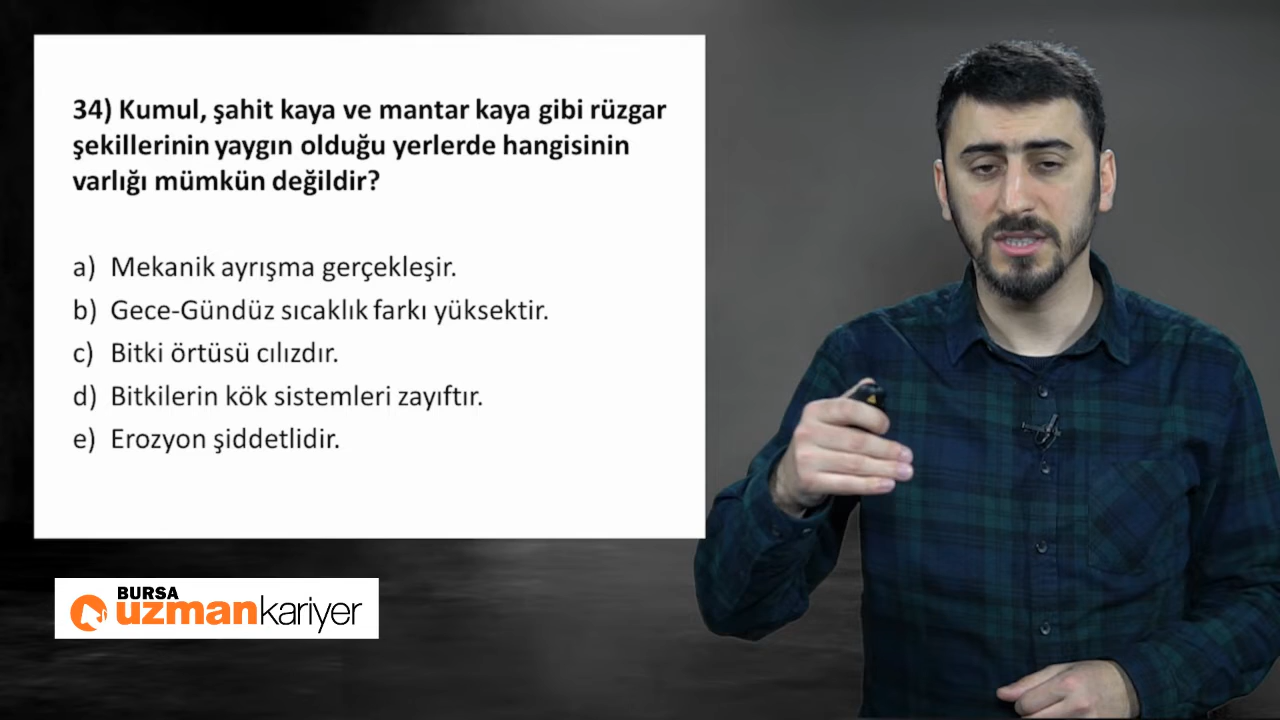 34) Kumul, şahit kaya ve mantar kaya gibi rüzgar
şekillerinin yaygın olduğu yerlerde hangisinin
varlığı mümkün değildir?
a) Mekanik ayrışma gerçekleşir.
b) Gece-Gündüz sıcaklık farkı yüksektir.
c) Bitki örtüsü cılızdır.
d) Bitkilerin kök sistemleri zayıftır.
e) Erozyon şiddetlidir.
BURSA
uzmankariyer